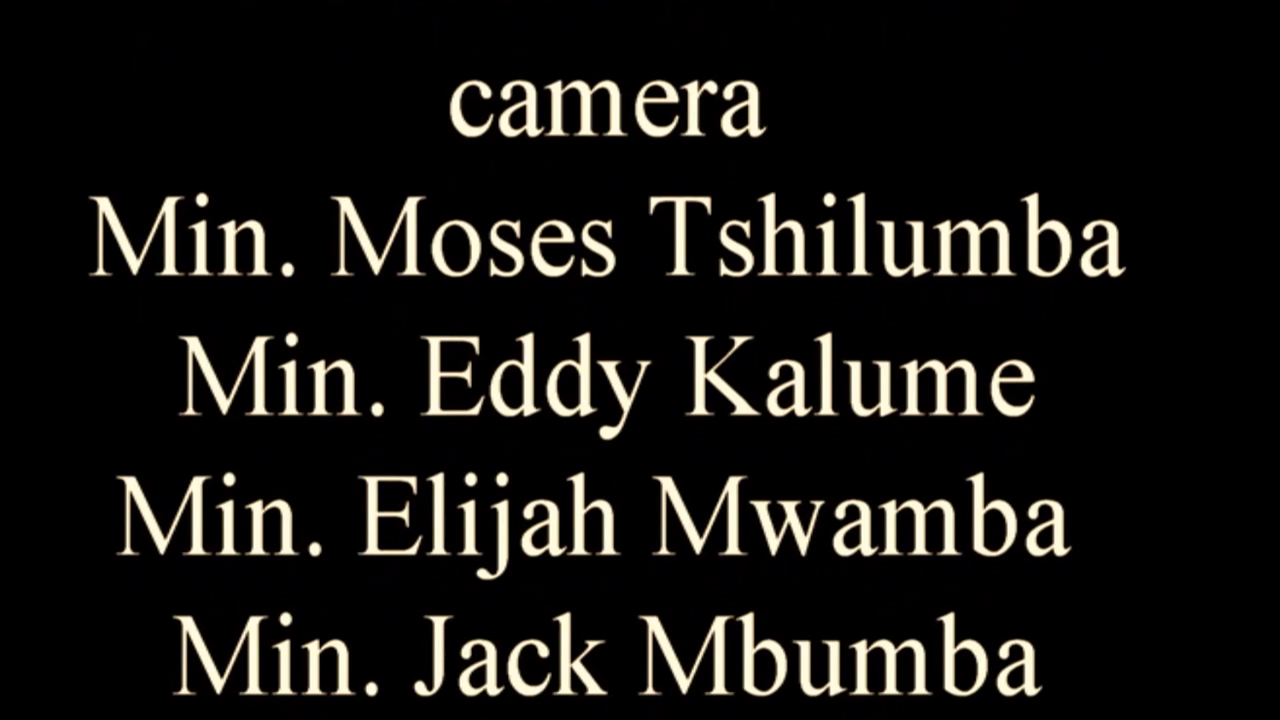 camera
Min. Moses Tshilumba
Min. Eddy Kalume
Min. Elijah Mwamba
Min. Jack Mbumba